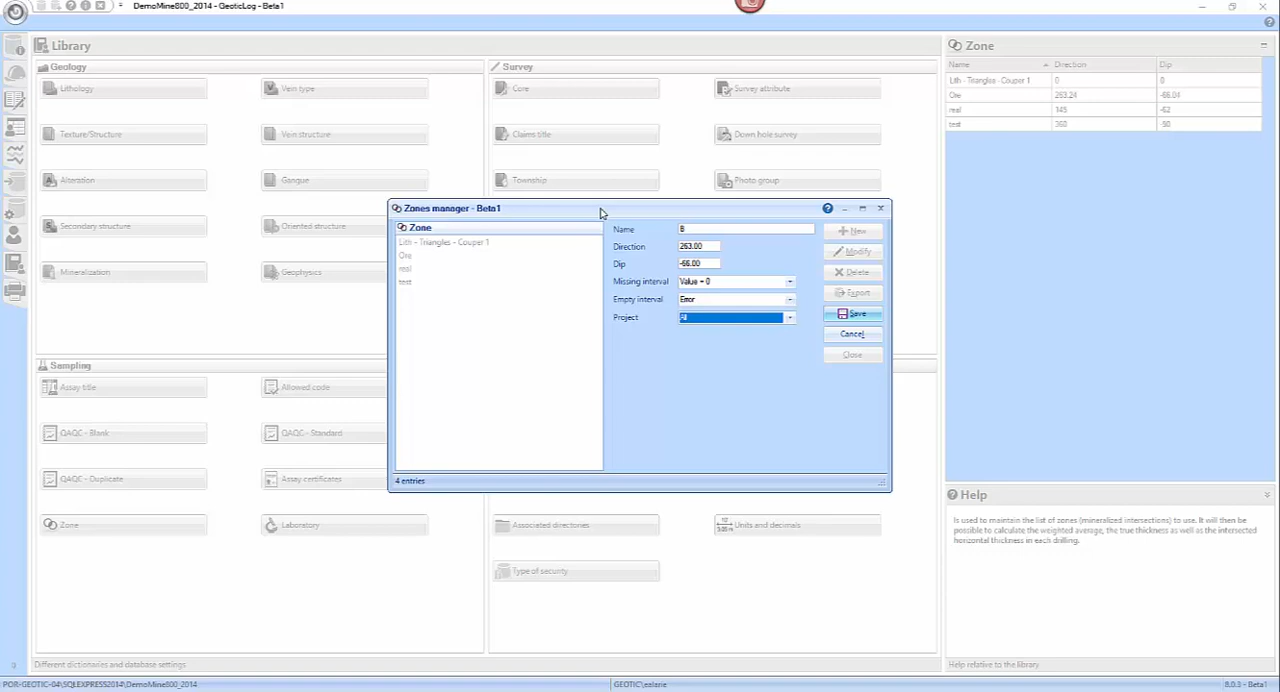 DemoMine800_2014 - GeoticLog - Beta1
Library
Geology
Lithology
Vein type
Texture/Structure
Vein structure
Alteration
Gangue
Secondary structure
Oriented structure
Mineralization
Geophysics
Survey
Core
Survey attribute
Claims title
Down hole survey
Township
Photo group
Zones manager - Beta1
Zone
Lith - Triangles - Couper 1
Ore
real
test
Name B
Direction 263.00
Dip -66.00
Missing interval Value = 0
Empty interval Error
Project All
New
Modify
Delete
Export
Save
Cancel
Close
4 entries
Sampling
Assay title
Allowed code
QAQC - Blank
QAQC - Standard
QAQC - Duplicate
Assay certificates
Zone
Laboratory
Associated directories
Units and decimals
Type of security
Different dictionaries and database settings
Zone
Name Direction Dip
Lith - Triangles - Couper 1 0 0
Ore 263.24 -66.04
real 145 -62
test 360 -90
Help
Is used to maintain the list of zones (mineralized intersections) to use. It will then be
possible to calculate the weighted average, the true thickness as well as the intersected
horizontal thickness in each drilling.
Help relative to the library
POR-GEOTIC-04\SQLEXPRESS2014\DemoMine800_2014
8.0.3 - Beta1